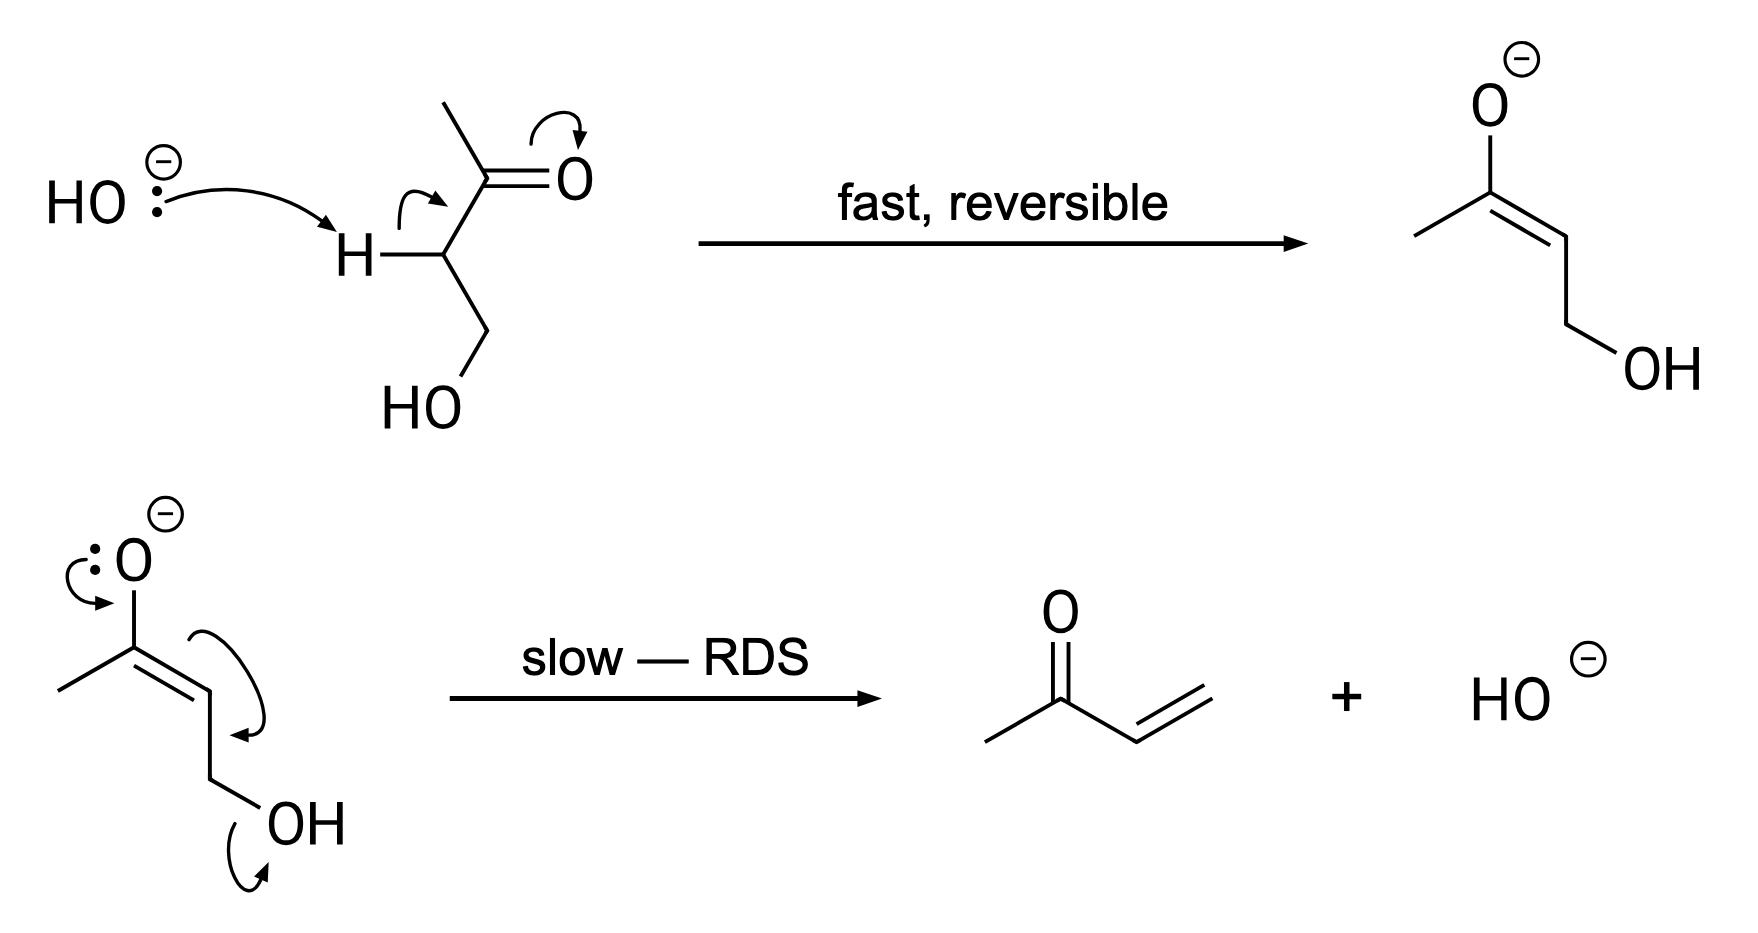 O⊖
HO:⊖
O
fast, reversible
H
OH
HO
:O⊖
O
slow — RDS
+
HO⊖
OH